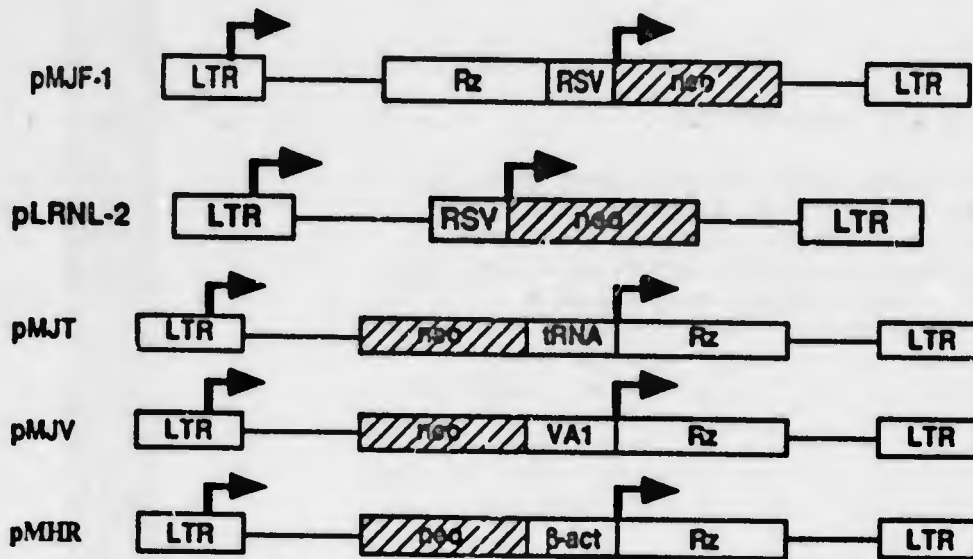 pMJF-1 LTR Rz RSV neo LTR
pLRNL-2 LTR RSV neo LTR
pMJT LTR neo tRNA Rz LTR
pMJV LTR neo VA1 Rz LTR
pMHR LTR neo β-act Rz LTR